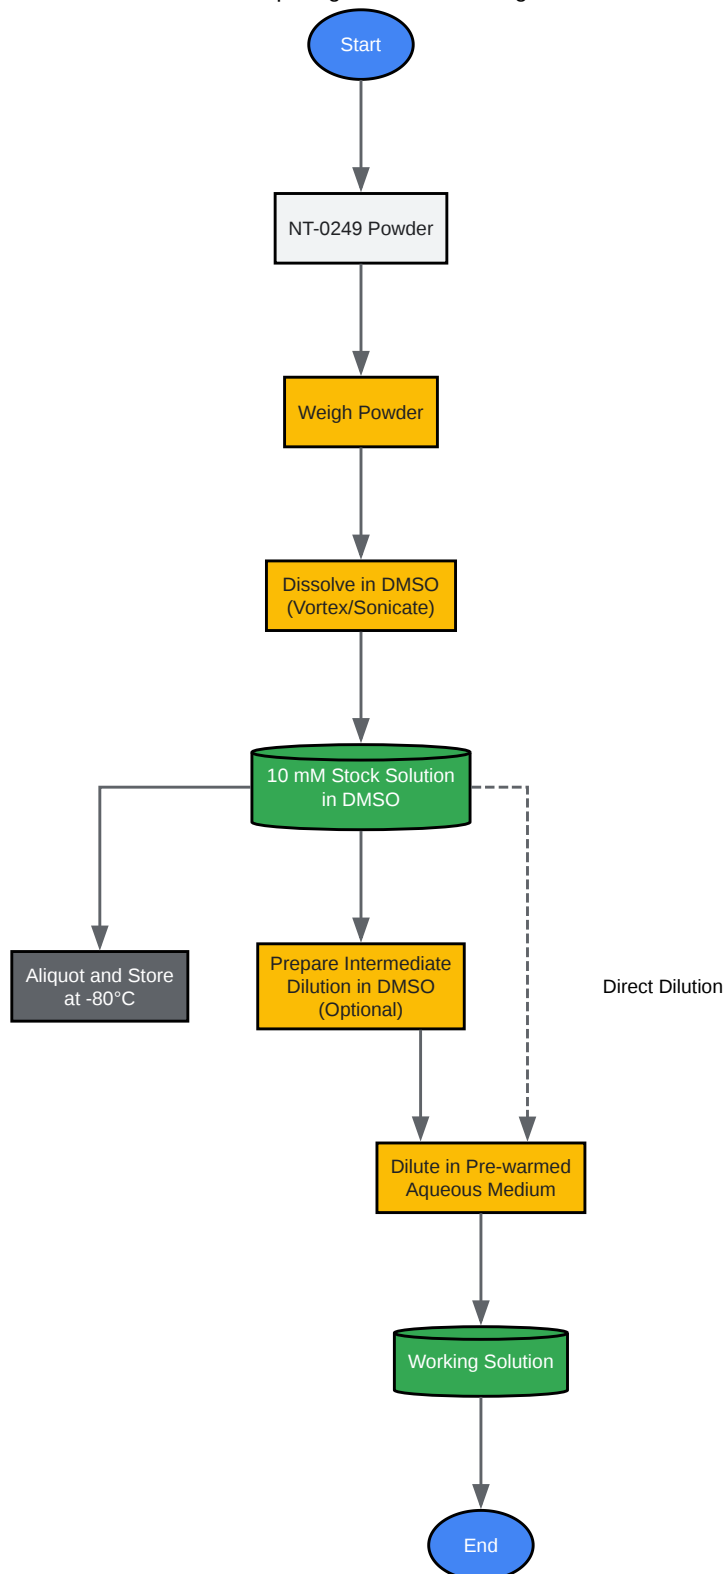 Start
NT-0249 Powder
Weigh Powder
Dissolve in DMSO
(Vortex/Sonicate)
10 mM Stock Solution
in DMSO
Aliquot and Store
at -80°C
Prepare Intermediate
Dilution in DMSO
(Optional)
Direct Dilution
Dilute in Pre-warmed
Aqueous Medium
Working Solution
End